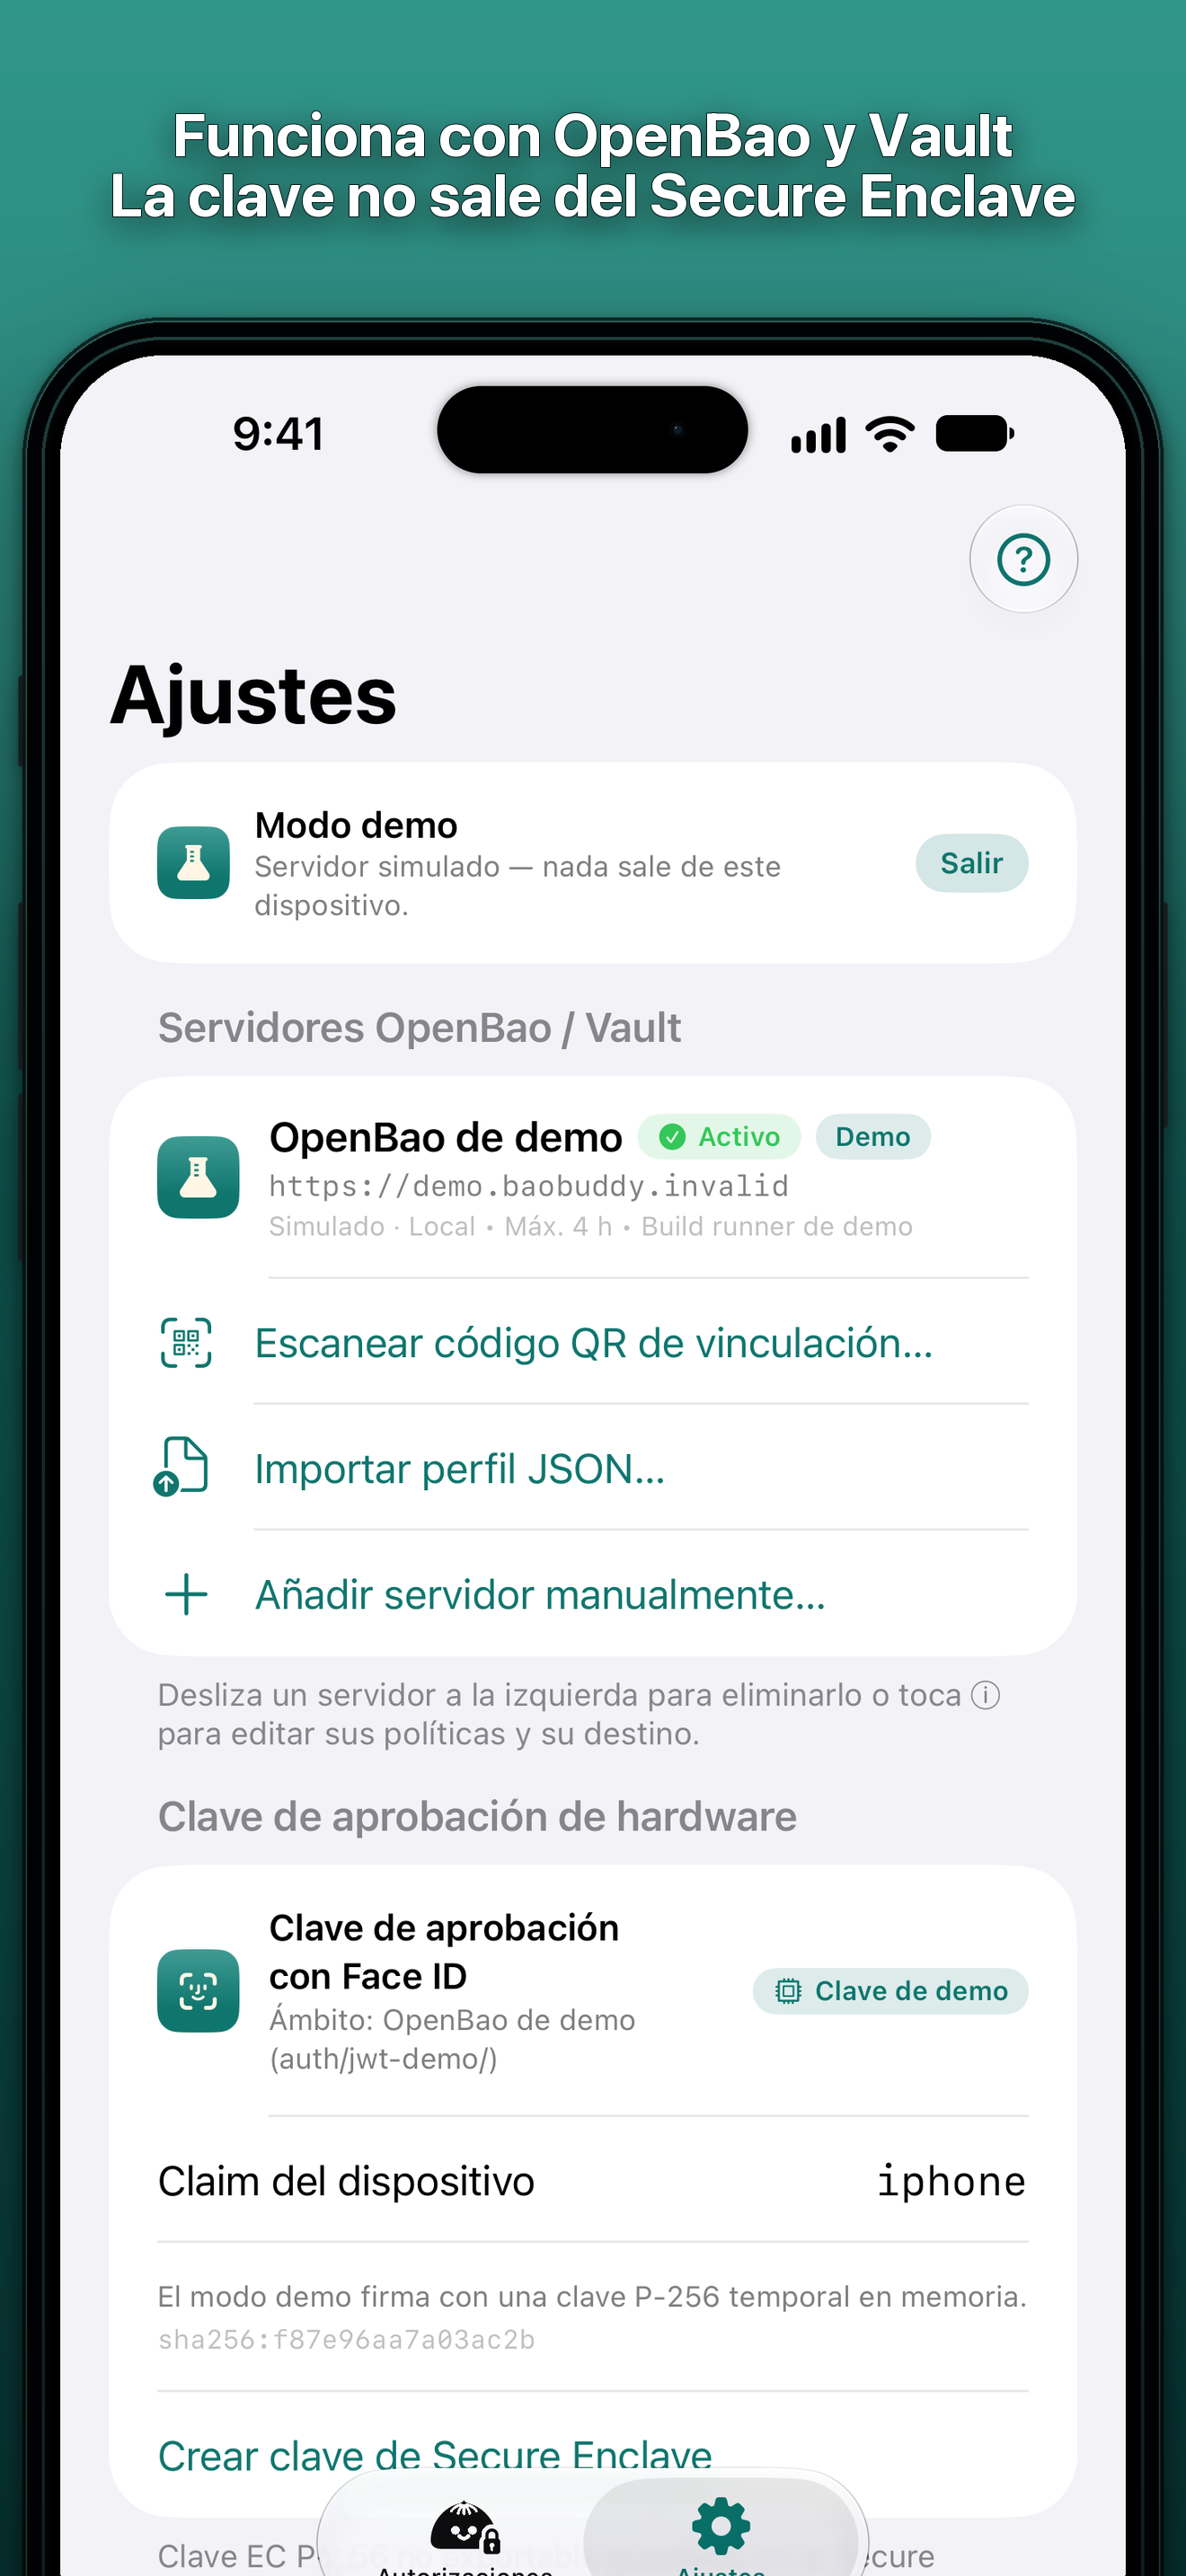 Funciona con OpenBao y Vault
La clave no sale del Secure Enclave
9:41
?
Ajustes
Modo demo
Servidor simulado — nada sale de este
dispositivo.
Salir
Servidores OpenBao / Vault
OpenBao de demo
Activo
Demo
https://demo.baobuddy.invalid
Simulado · Local • Máx. 4 h • Build runner de demo
Escanear código QR de vinculación...
Importar perfil JSON...
Añadir servidor manualmente...
Desliza un servidor a la izquierda para eliminarlo o toca ⓘ
para editar sus políticas y su destino.
Clave de aprobación de hardware
Clave de aprobación
con Face ID
Clave de demo
Ámbito: OpenBao de demo
(auth/jwt-demo/)
Claim del dispositivo
iphone
El modo demo firma con una clave P-256 temporal en memoria.
sha256:f87e96aa7a03ac2b
Crear clave de Secure Enclave
Clave EC
Autorizaciones
Ajustes